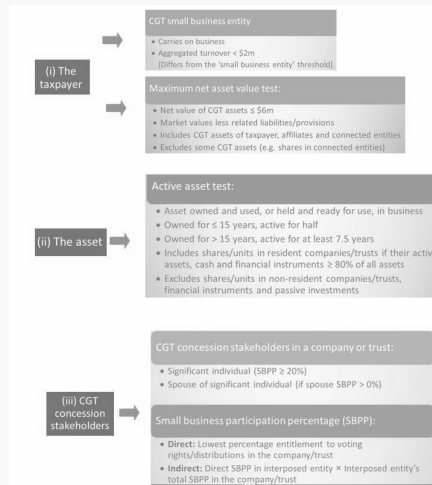 CGT small business entity
• Carries on business
• Aggregated turnover < $2m
[Differs from the 'small business entity' threshold]
(i) The
taxpayer
Maximum net asset value test:
• Net value of CGT assets ≤ $6m
• Market values less related liabilities/provisions
• Includes CGT assets of taxpayer, affiliates and connected entities
• Excludes some CGT assets (e.g. shares in connected entities)
Active asset test:
• Asset owned and used, or held and ready for use, in business
• Owned for ≤ 15 years, active for half
• Owned for > 15 years, active for at least 7.5 years
• Includes shares/units in resident companies/trusts if their activ
assets, cash and financial instruments ≥ 80% of all assets
• Excludes shares/units in non-resident companies/trusts,
financial instruments and passive investments
(ii) The asset
CGT concession stakeholders in a company or trust:
• Significant individual (SBPP ≥ 20%)
• Spouse of significant individual (if spouse SBPP > 0%)
(iii) CGT
concession
stakeholders
Small business participation percentage (SBPP):
• Direct: Lowest percentage entitlement to voting
rights/distributions in the company/trust
• Indirect: Direct SBPP in interposed entity × Interposed entity's
total SBPP in the company/trust